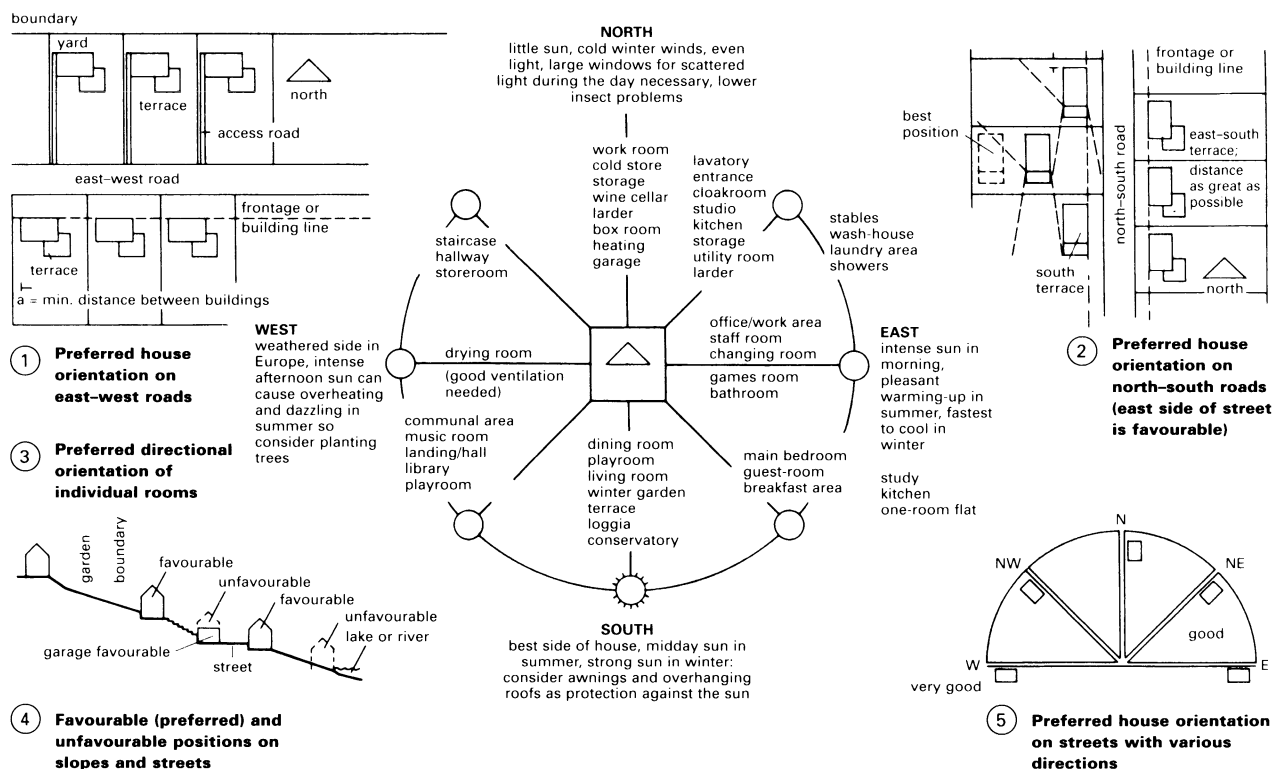 boundary
yard
terrace
north
access road
east–west road
frontage or
building line
terrace
a = min. distance between buildings
1
Preferred house
orientation on
east–west roads
3
Preferred directional
orientation of
individual rooms
NORTH
little sun, cold winter winds, even
light, large windows for scattered
light during the day necessary, lower
insect problems
work room
cold store
storage
wine cellar
larder
box room
heating
garage
lavatory
entrance
cloakroom
studio
kitchen
storage
utility room
larder
stables
wash-house
laundry area
showers
staircase
hallway
storeroom
WEST
weathered side in
Europe, intense
afternoon sun can
cause overheating
and dazzling in
summer so
consider planting
trees
drying room
(good ventilation
needed)
office/work area
staff room
changing room
games room
bathroom
EAST
intense sun in
morning,
pleasant
warming-up in
summer, fastest
to cool in
winter
study
kitchen
one-room flat
communal area
music room
landing/hall
library
playroom
dining room
playroom
living room
winter garden
terrace
loggia
conservatory
main bedroom
guest-room
breakfast area
SOUTH
best side of house, midday sun in
summer, strong sun in winter:
consider awnings and overhanging
roofs as protection against the sun
best
position
south
terrace
north–south road
frontage or
building line
east–south
terrace;
distance
as great as
possible
north
2
Preferred house
orientation on
north–south roads
(east side of street
is favourable)
garden
boundary
favourable
unfavourable
favourable
unfavourable
lake or river
garage favourable
street
4
Favourable (preferred) and
unfavourable positions on
slopes and streets
N
NW
NE
good
W
E
very good
5
Preferred house orientation
on streets with various
directions